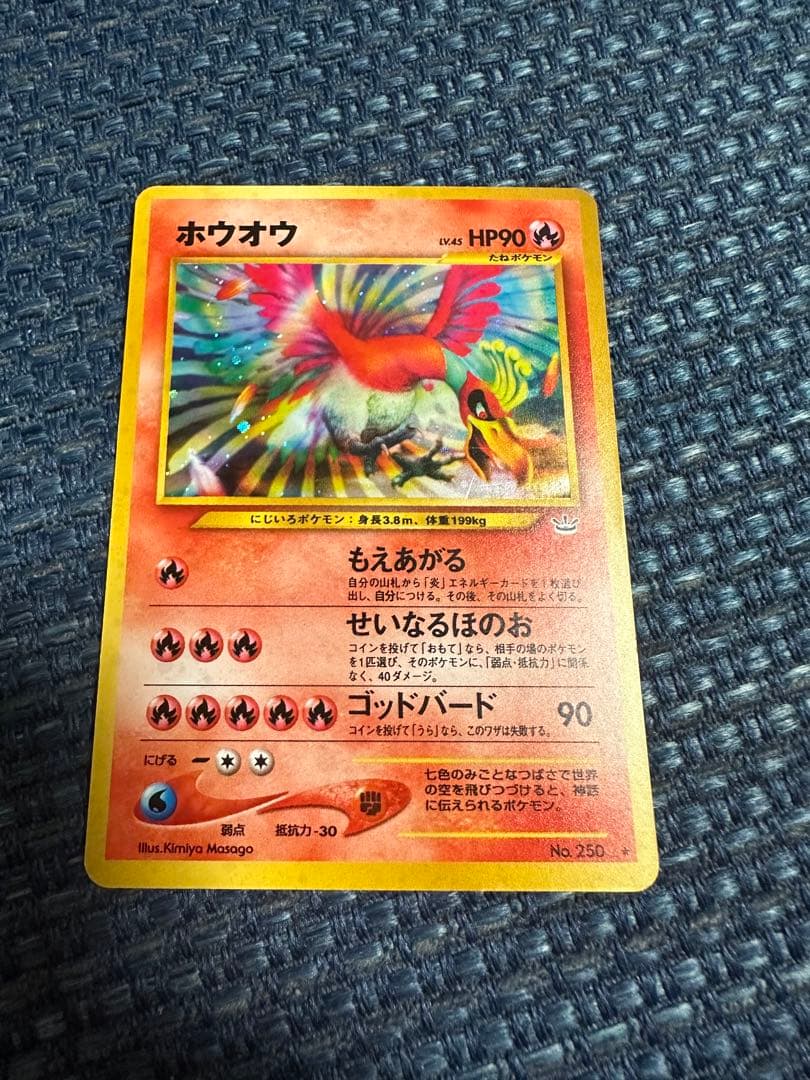 ホウオウ
LV.45 HP90
たねポケモン
にじいろポケモン：身長3.8m、体重199kg
もえあがる
自分の山札から「炎」エネルギーカードを1枚選び
出し、自分につける。その後、その山札をよく切る。
せいなるほのお
コインを投げて「おもて」なら、相手の場のポケモン
を1匹選び、そのポケモンに、「弱点・抵抗力」に関係
なく、40ダメージ。
ゴッドバード 90
コインを投げて「うら」なら、このワザは失敗する。
にげる
七色のみごとなつばさで世界
の空を飛びつづけると、神話
に伝えられるポケモン。
弱点 抵抗力 -30
Illus.Kimiya Masago
No.250